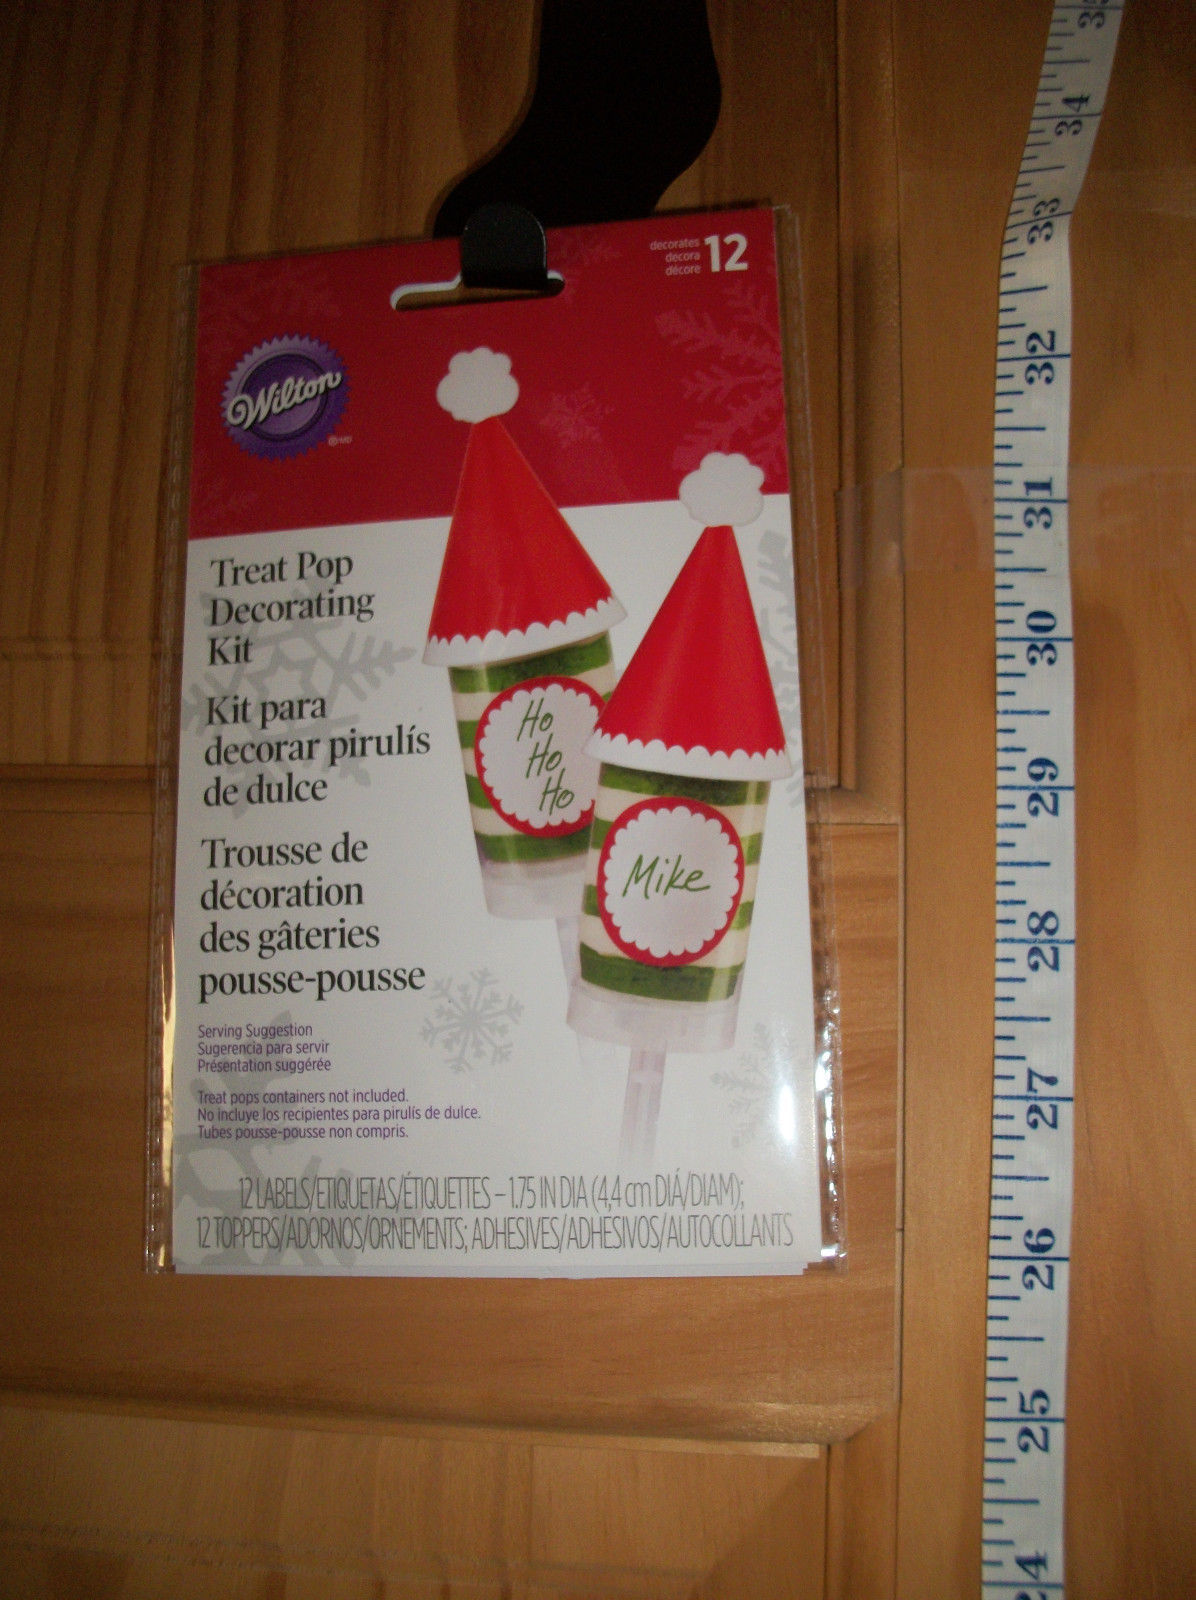 decorates
decora
décore
12
Wilton
® MD
Treat Pop
Decorating
Kit
Kit para
decorar pirulís
de dulce
Trousse de
décoration
des gâteries
pousse-pousse
Ho
Ho
Ho
Mike
Serving Suggestion
Sugerencia para servir
Présentation suggérée
Treat pops containers not included.
No incluye los recipientes para pirulís de dulce.
Tubes pousse-pousse non compris.
12 LABELS/ETIQUETAS/ÉTIQUETTES – 1.75 IN DIA (4,4 cm DIÁ/DIAM);
12 TOPPERS/ADORNOS/ORNEMENTS; ADHESIVES/ADHESIVOS/AUTOCOLLANTS
35
34
33
32
31
30
29
28
27
26
25
24